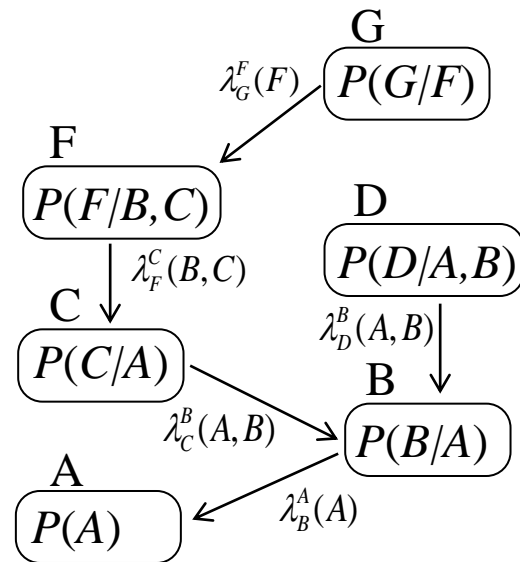 G
P(G/F)
λ_G^F(F)
F
P(F/B,C)
D
P(D/A,B)
λ_F^C(B,C)
λ_D^B(A,B)
C
P(C/A)
B
P(B/A)
λ_C^B(A,B)
A
P(A)
λ_B^A(A)